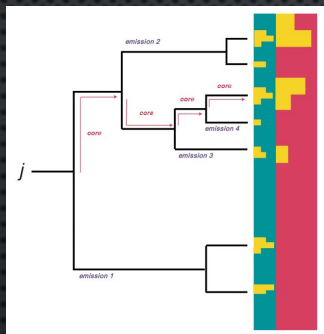 emission 2
core
core
core
core
emission 4
emission 3
j
emission 1